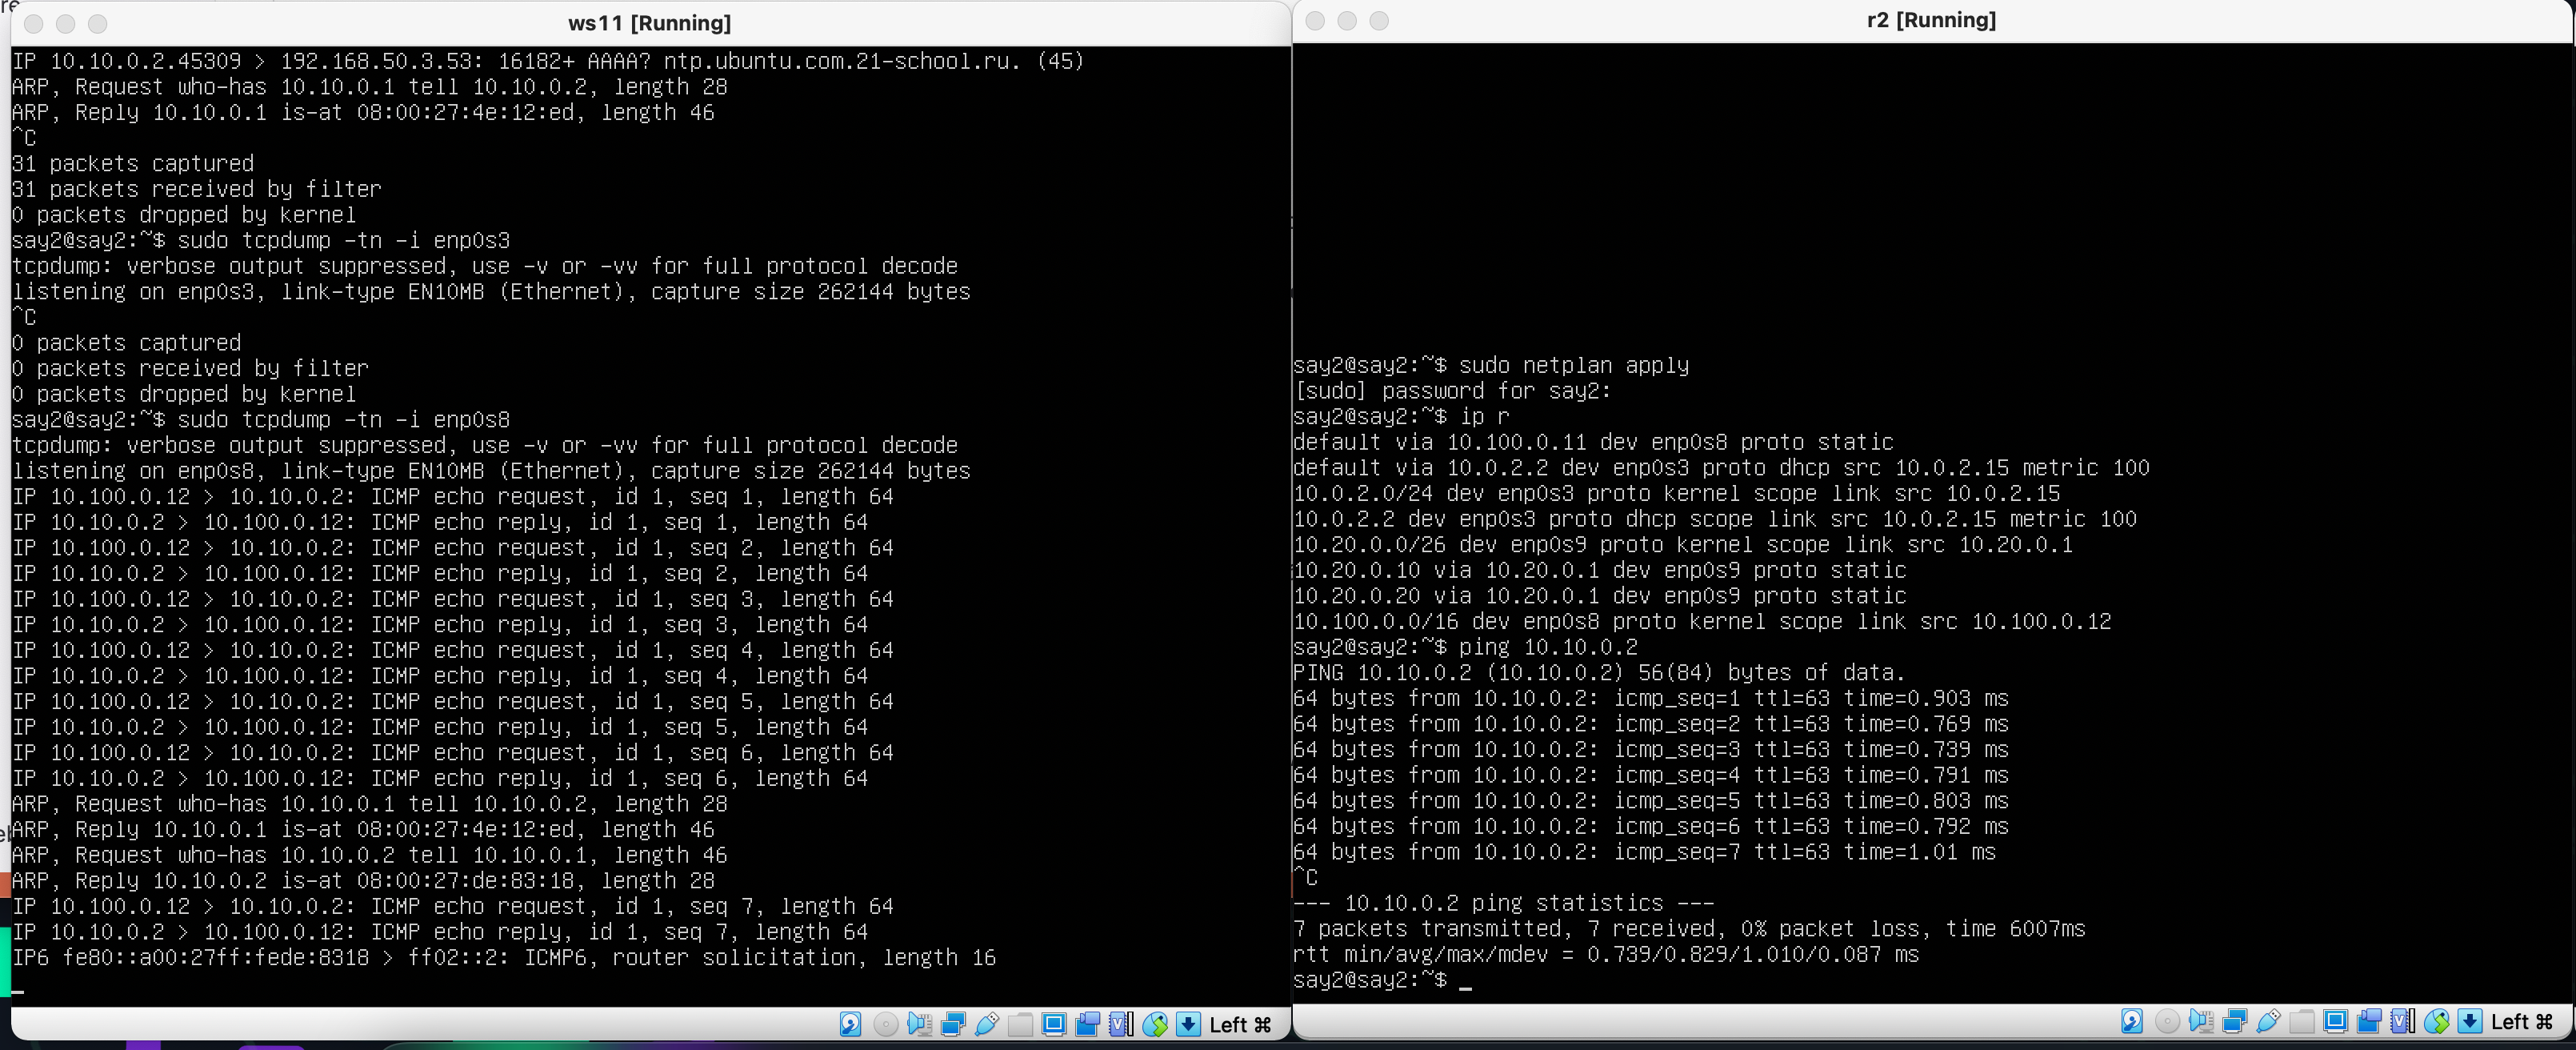 ws11 [Running]
IP 10.10.0.2.45309 > 192.168.50.3.53: 16182+ AAAA? ntp.ubuntu.com.21-school.ru. (45)
ARP, Request who-has 10.10.0.1 tell 10.10.0.2, length 28
ARP, Reply 10.10.0.1 is-at 08:00:27:4e:12:ed, length 46
^C
31 packets captured
31 packets received by filter
0 packets dropped by kernel
say2@say2:~$ sudo tcpdump -tn -i enp0s3
tcpdump: verbose output suppressed, use -v or -vv for full protocol decode
listening on enp0s3, link-type EN10MB (Ethernet), capture size 262144 bytes
^C
0 packets captured
0 packets received by filter
0 packets dropped by kernel
say2@say2:~$ sudo tcpdump -tn -i enp0s8
tcpdump: verbose output suppressed, use -v or -vv for full protocol decode
listening on enp0s8, link-type EN10MB (Ethernet), capture size 262144 bytes
IP 10.100.0.12 > 10.10.0.2: ICMP echo request, id 1, seq 1, length 64
IP 10.10.0.2 > 10.100.0.12: ICMP echo reply, id 1, seq 1, length 64
IP 10.100.0.12 > 10.10.0.2: ICMP echo request, id 1, seq 2, length 64
IP 10.10.0.2 > 10.100.0.12: ICMP echo reply, id 1, seq 2, length 64
IP 10.100.0.12 > 10.10.0.2: ICMP echo request, id 1, seq 3, length 64
IP 10.10.0.2 > 10.100.0.12: ICMP echo reply, id 1, seq 3, length 64
IP 10.100.0.12 > 10.10.0.2: ICMP echo request, id 1, seq 4, length 64
IP 10.10.0.2 > 10.100.0.12: ICMP echo reply, id 1, seq 4, length 64
IP 10.100.0.12 > 10.10.0.2: ICMP echo request, id 1, seq 5, length 64
IP 10.10.0.2 > 10.100.0.12: ICMP echo reply, id 1, seq 5, length 64
IP 10.100.0.12 > 10.10.0.2: ICMP echo request, id 1, seq 6, length 64
IP 10.10.0.2 > 10.100.0.12: ICMP echo reply, id 1, seq 6, length 64
ARP, Request who-has 10.10.0.1 tell 10.10.0.2, length 28
ARP, Reply 10.10.0.1 is-at 08:00:27:4e:12:ed, length 46
ARP, Request who-has 10.10.0.2 tell 10.10.0.1, length 46
ARP, Reply 10.10.0.2 is-at 08:00:27:de:83:18, length 28
IP 10.100.0.12 > 10.10.0.2: ICMP echo request, id 1, seq 7, length 64
IP 10.10.0.2 > 10.100.0.12: ICMP echo reply, id 1, seq 7, length 64
IP6 fe80::a00:27ff:fede:8318 > ff02::2: ICMP6, router solicitation, length 16
Left ⌘
r2 [Running]
say2@say2:~$ sudo netplan apply
[sudo] password for say2:
say2@say2:~$ ip r
default via 10.100.0.11 dev enp0s8 proto static
default via 10.0.2.2 dev enp0s3 proto dhcp src 10.0.2.15 metric 100
10.0.2.0/24 dev enp0s3 proto kernel scope link src 10.0.2.15
10.0.2.2 dev enp0s3 proto dhcp scope link src 10.0.2.15 metric 100
10.20.0.0/26 dev enp0s9 proto kernel scope link src 10.20.0.1
10.20.0.10 via 10.20.0.1 dev enp0s9 proto static
10.20.0.20 via 10.20.0.1 dev enp0s9 proto static
10.100.0.0/16 dev enp0s8 proto kernel scope link src 10.100.0.12
say2@say2:~$ ping 10.10.0.2
PING 10.10.0.2 (10.10.0.2) 56(84) bytes of data.
64 bytes from 10.10.0.2: icmp_seq=1 ttl=63 time=0.903 ms
64 bytes from 10.10.0.2: icmp_seq=2 ttl=63 time=0.769 ms
64 bytes from 10.10.0.2: icmp_seq=3 ttl=63 time=0.739 ms
64 bytes from 10.10.0.2: icmp_seq=4 ttl=63 time=0.791 ms
64 bytes from 10.10.0.2: icmp_seq=5 ttl=63 time=0.803 ms
64 bytes from 10.10.0.2: icmp_seq=6 ttl=63 time=0.792 ms
64 bytes from 10.10.0.2: icmp_seq=7 ttl=63 time=1.01 ms
^C
--- 10.10.0.2 ping statistics ---
7 packets transmitted, 7 received, 0% packet loss, time 6007ms
rtt min/avg/max/mdev = 0.739/0.829/1.010/0.087 ms
say2@say2:~$ _
Left ⌘